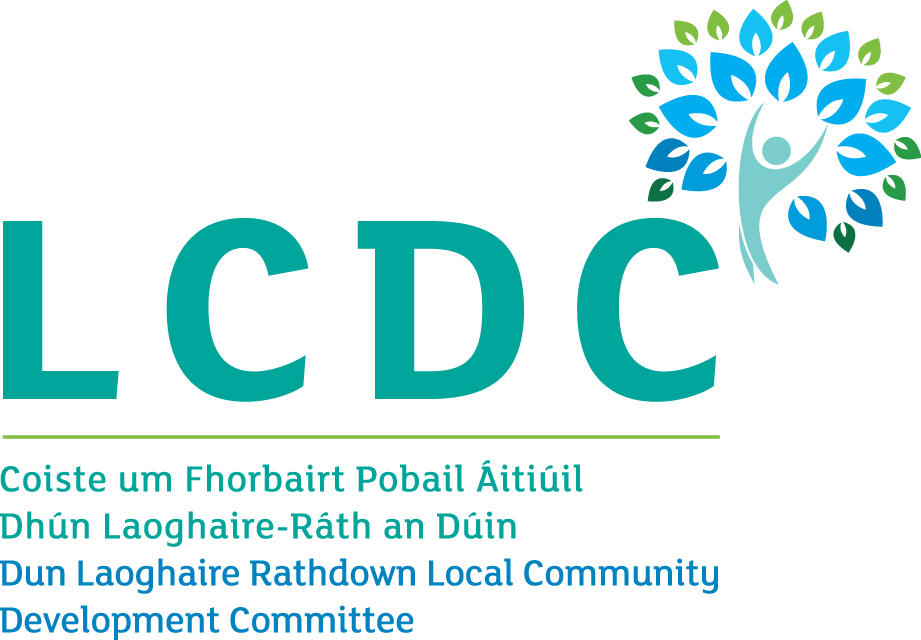 LCDC
Coiste um Fhorbairt Pobail Áitiúil
Dhún Laoghaire-Ráth an Dúin
Dun Laoghaire Rathdown Local Community
Development Committee